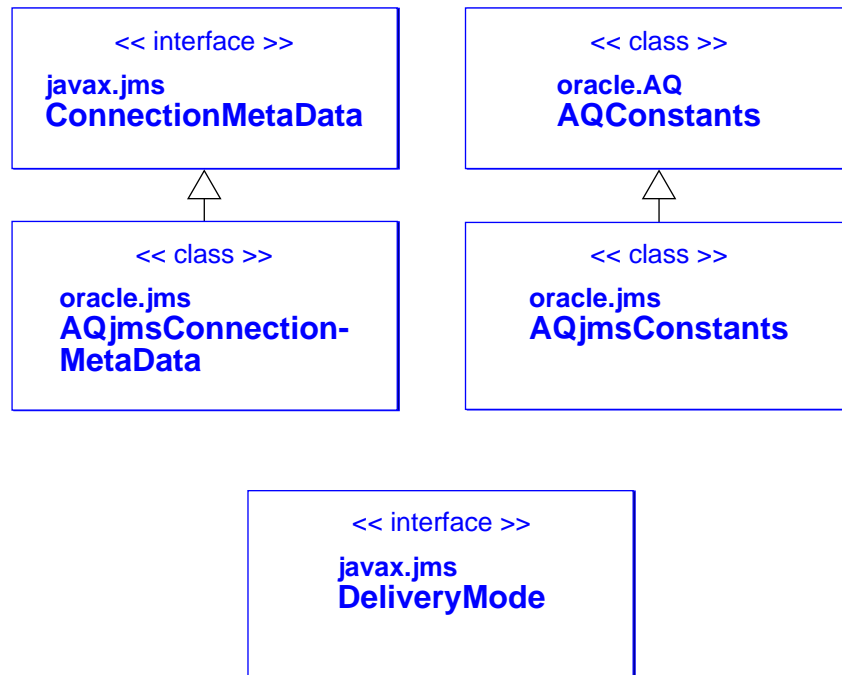 << interface >>
javax.jms
ConnectionMetaData
<< class >>
oracle.AQ
AQConstants
<< class >>
oracle.jms
AQjmsConnection-
MetaData
<< class >>
oracle.jms
AQjmsConstants
<< interface >>
javax.jms
DeliveryMode